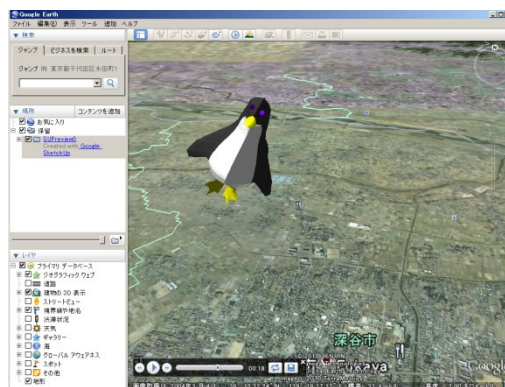 Google Earth
ファイル 編集(E) 表示 ツール 追加 ヘルプ
▼ 検索
ジャンプ ビジネスを検索 ルート
ジャンプ 例: 東京都千代田区永田町1
▼ 場所 コンテンツを追加
お気に入り
保留
SUPreview0
Created with Google
SketchUp
▼ レイヤ
プライマリ データベース
ジオグラフィック ウェブ
道路
建物の 3D 表示
ストリートビュー
境界線や地名
渋滞状況
天気
ギャラリー
海
グローバル アウェアネス
スポット
その他
地形
00:18
深谷市
Google